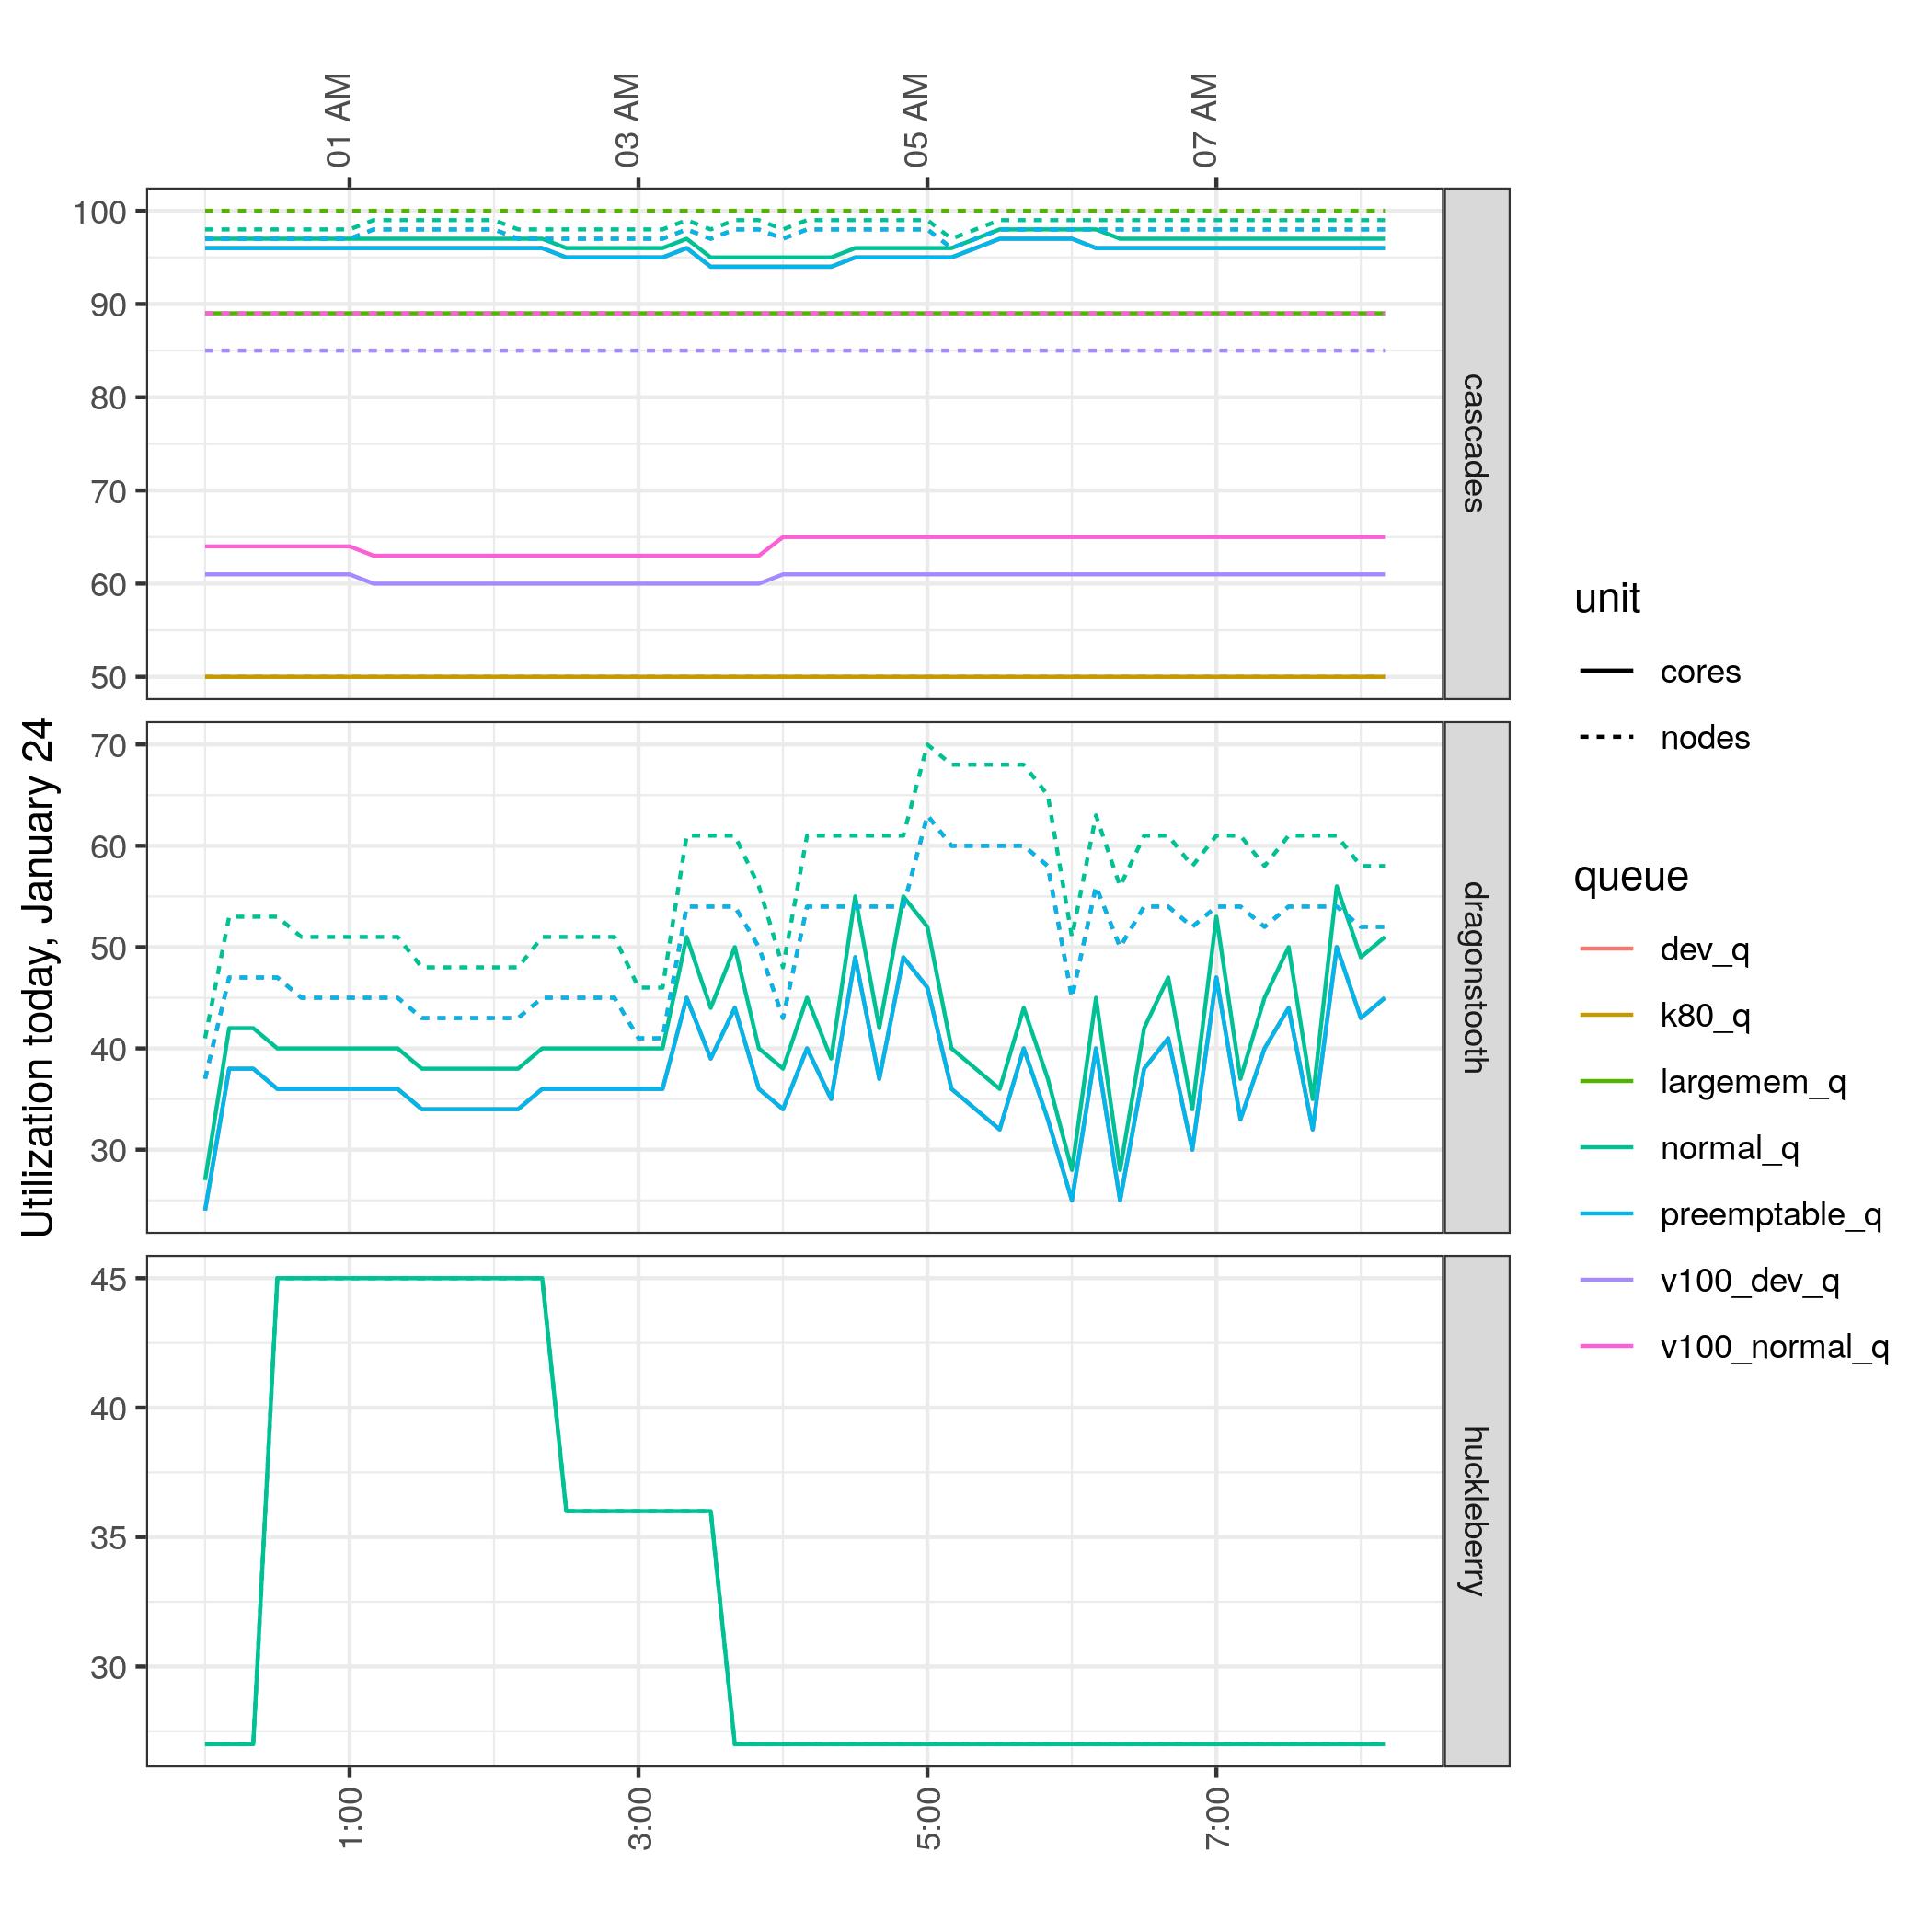 01 AM
03 AM
05 AM
07 AM
Utilization today, January 24
100
90
80
70
60
50
cascades
70
60
50
40
30
dragonstooth
45
40
35
30
huckleberry
1:00
3:00
5:00
7:00
unit
cores
nodes
queue
dev_q
k80_q
largemem_q
normal_q
preemptable_q
v100_dev_q
v100_normal_q